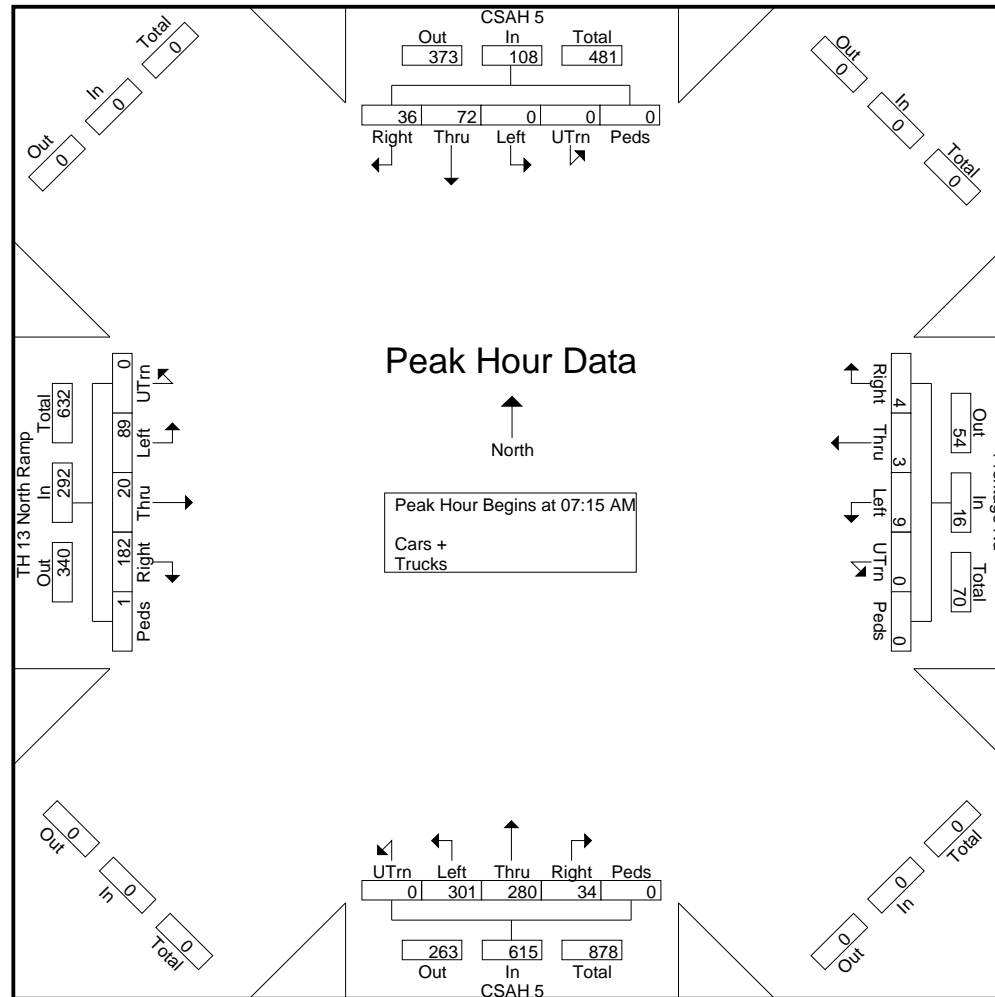 CSAH 5
Out In Total
373 108 481
36 72 0 0 0
Right Thru Left UTrn Peds
Total 0
In 0
Out 0
Out 0
In 0
Total 0
TH 13 North Ramp
Total 632
In 292
Out 340
0 UTrn
89 Left
20 Thru
182 Right
1 Peds
Peak Hour Data
North
Peak Hour Begins at 07:15 AM
Cars +
Trucks
Right 4
Thru 3
Left 9
UTrn 0
Peds 0
Out 54
In 16
Total 70
0 Out
0 In
0 Total
0 Total
0 In
0 Out
UTrn Left Thru Right Peds
0 301 280 34 0
263 615 878
Out In Total
CSAH 5